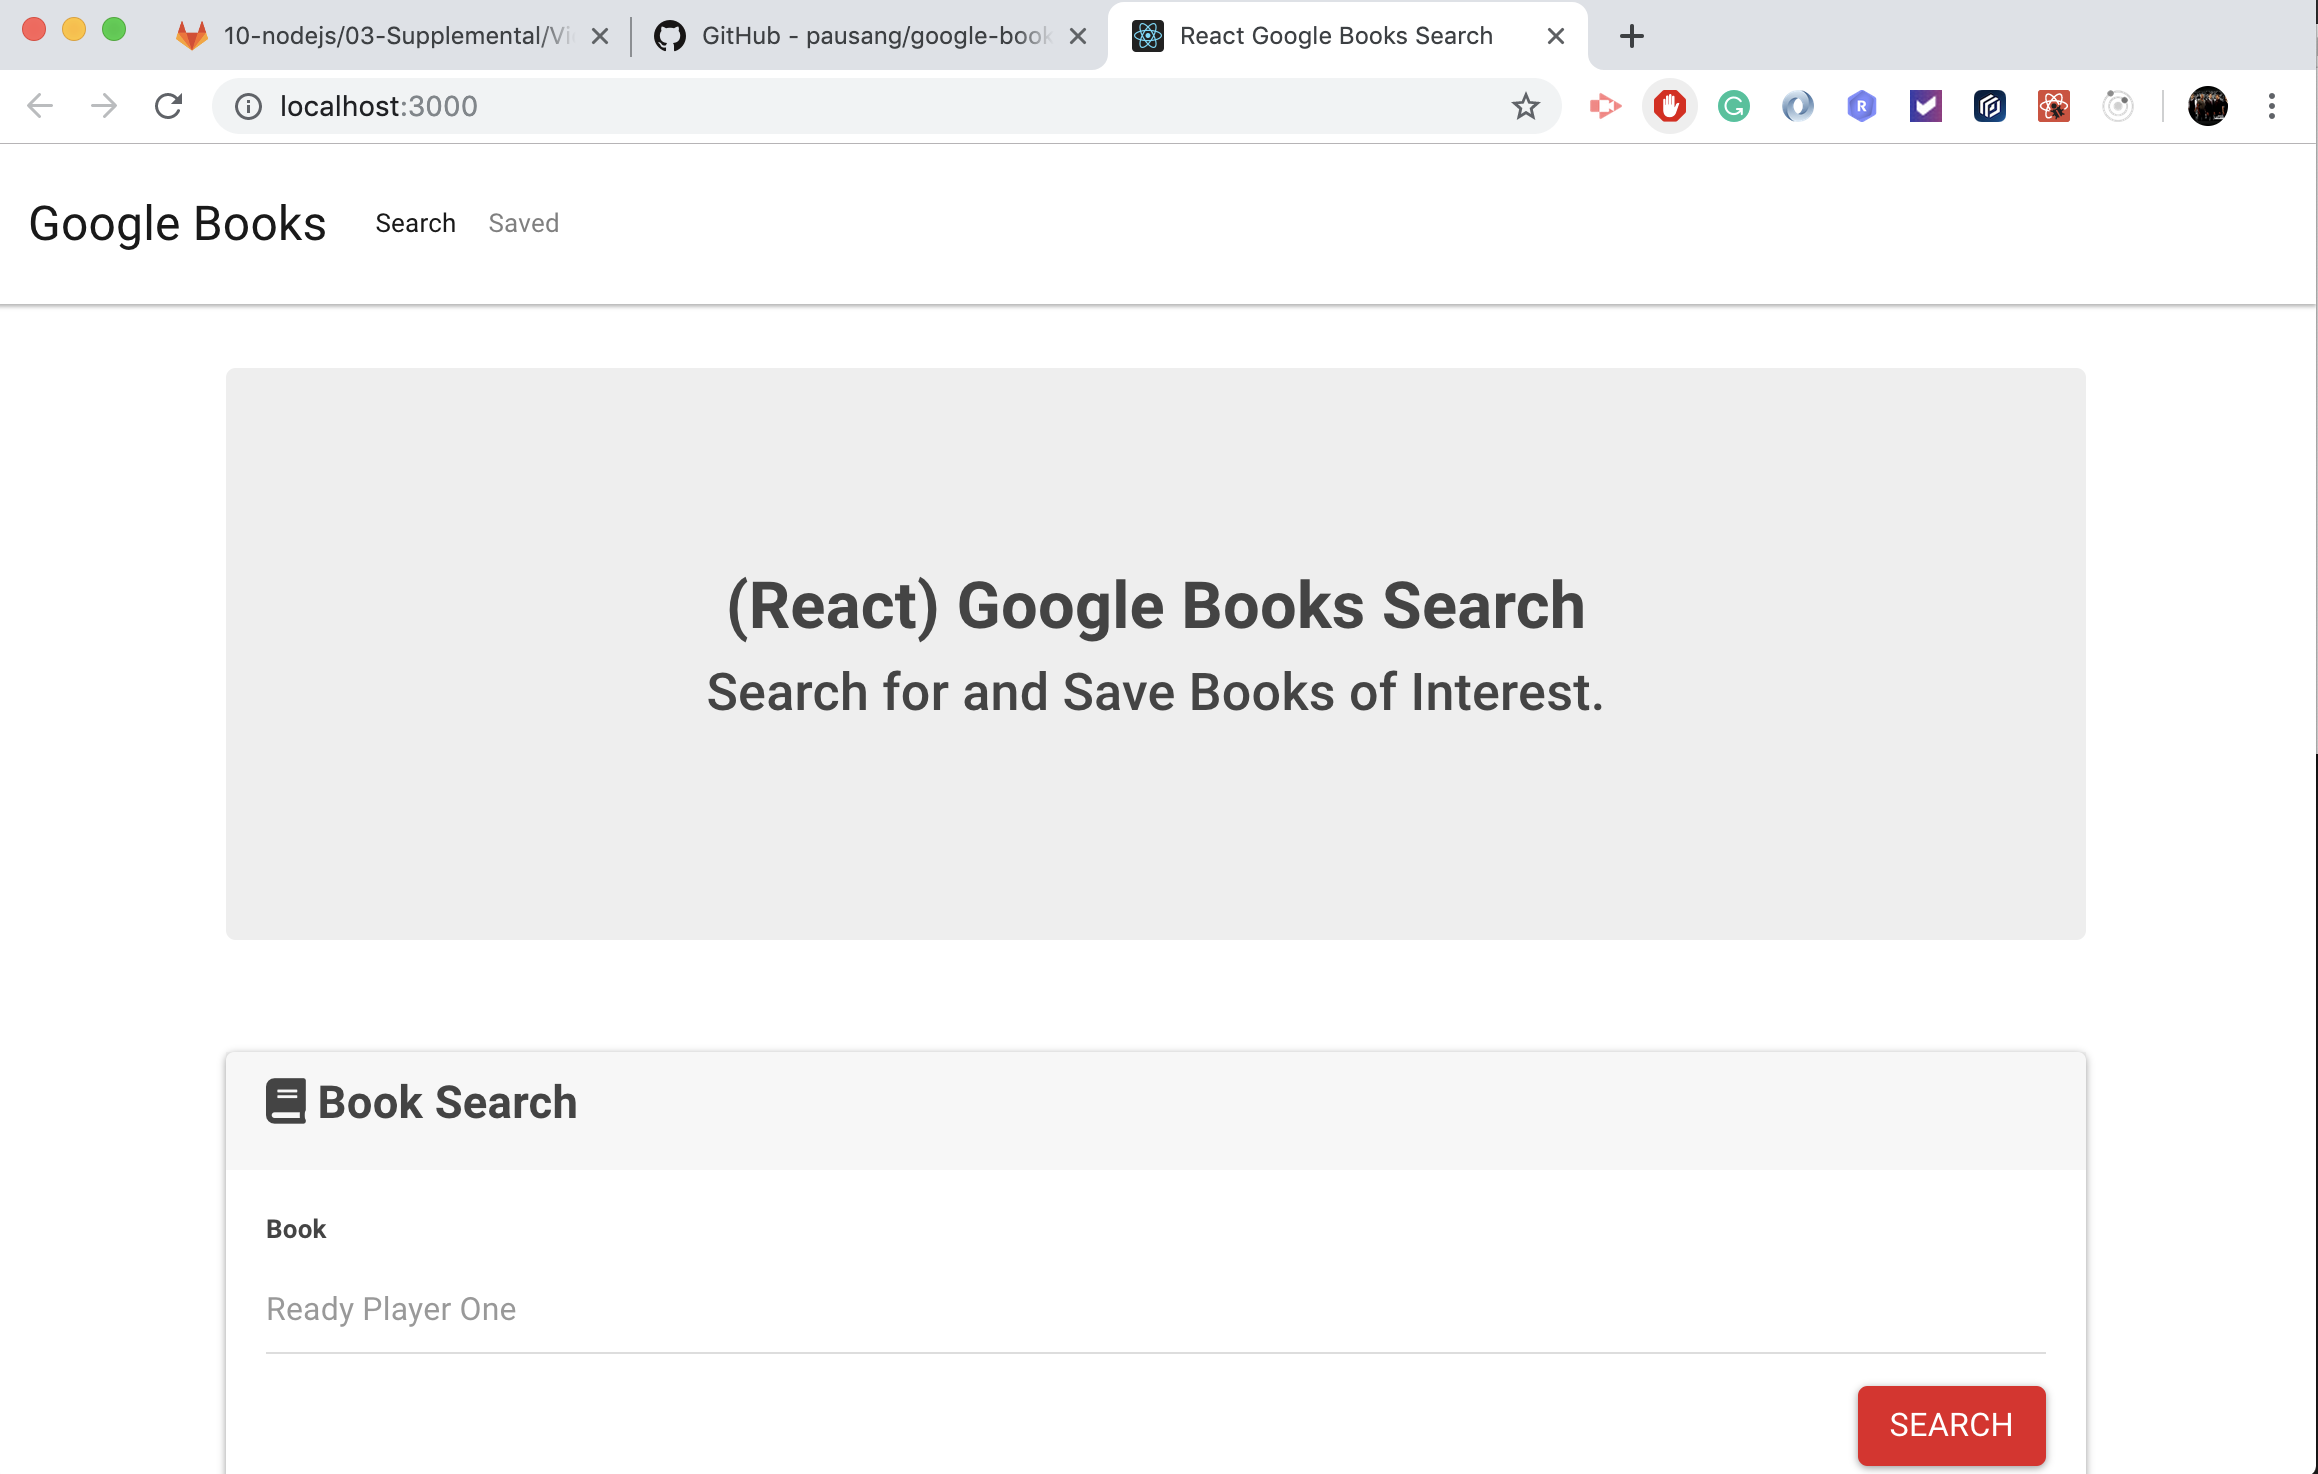 10-nodejs/03-Supplemental/Vi
GitHub - pausang/google-book
React Google Books Search
localhost:3000
Google Books
Search
Saved
(React) Google Books Search
Search for and Save Books of Interest.
Book Search
Book
Ready Player One
SEARCH